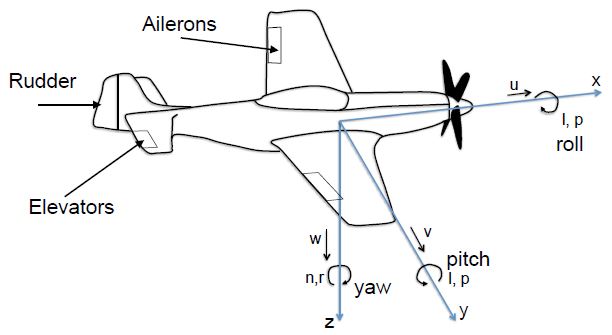 Ailerons
Rudder
Elevators
u
x
l, p
roll
w
v
n,r
yaw
pitch
l, p
z
y